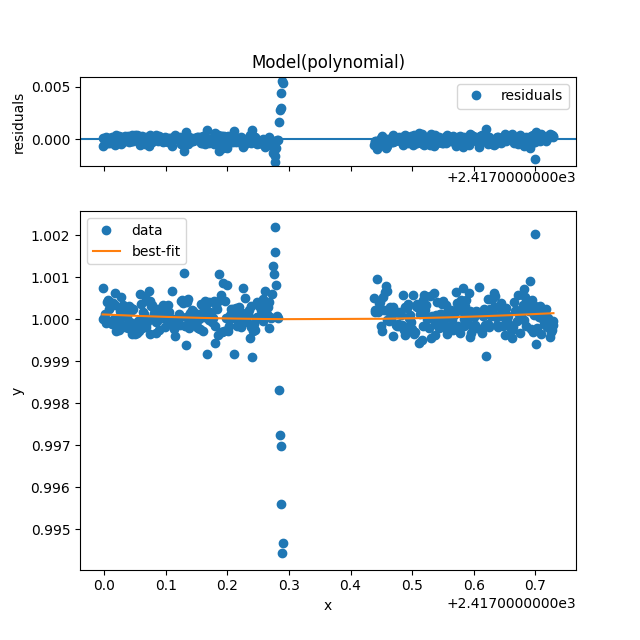 Model(polynomial)
residuals
0.005
0.000
residuals
+2.4170000000e3
data
best-fit
y
1.002
1.001
1.000
0.999
0.998
0.997
0.996
0.995
0.0 0.1 0.2 0.3 0.4 0.5 0.6 0.7
x
+2.4170000000e3